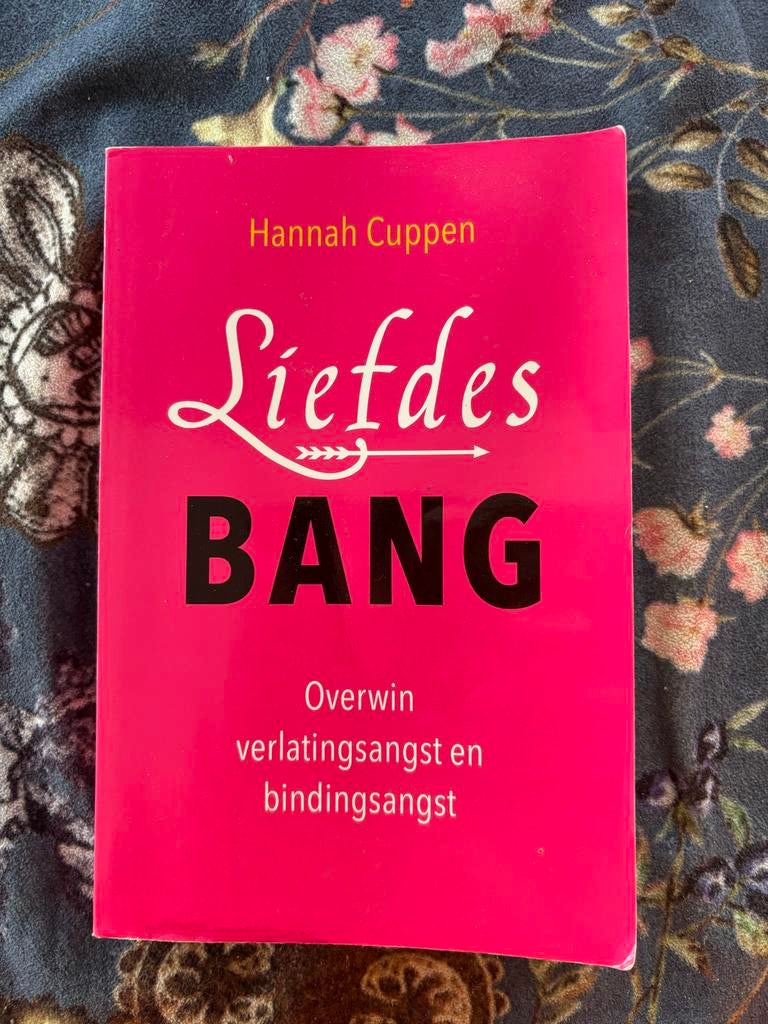 Hannah Cuppen
Liefdes
BANG
Overwin
verlatingsangst en
bindingsangst